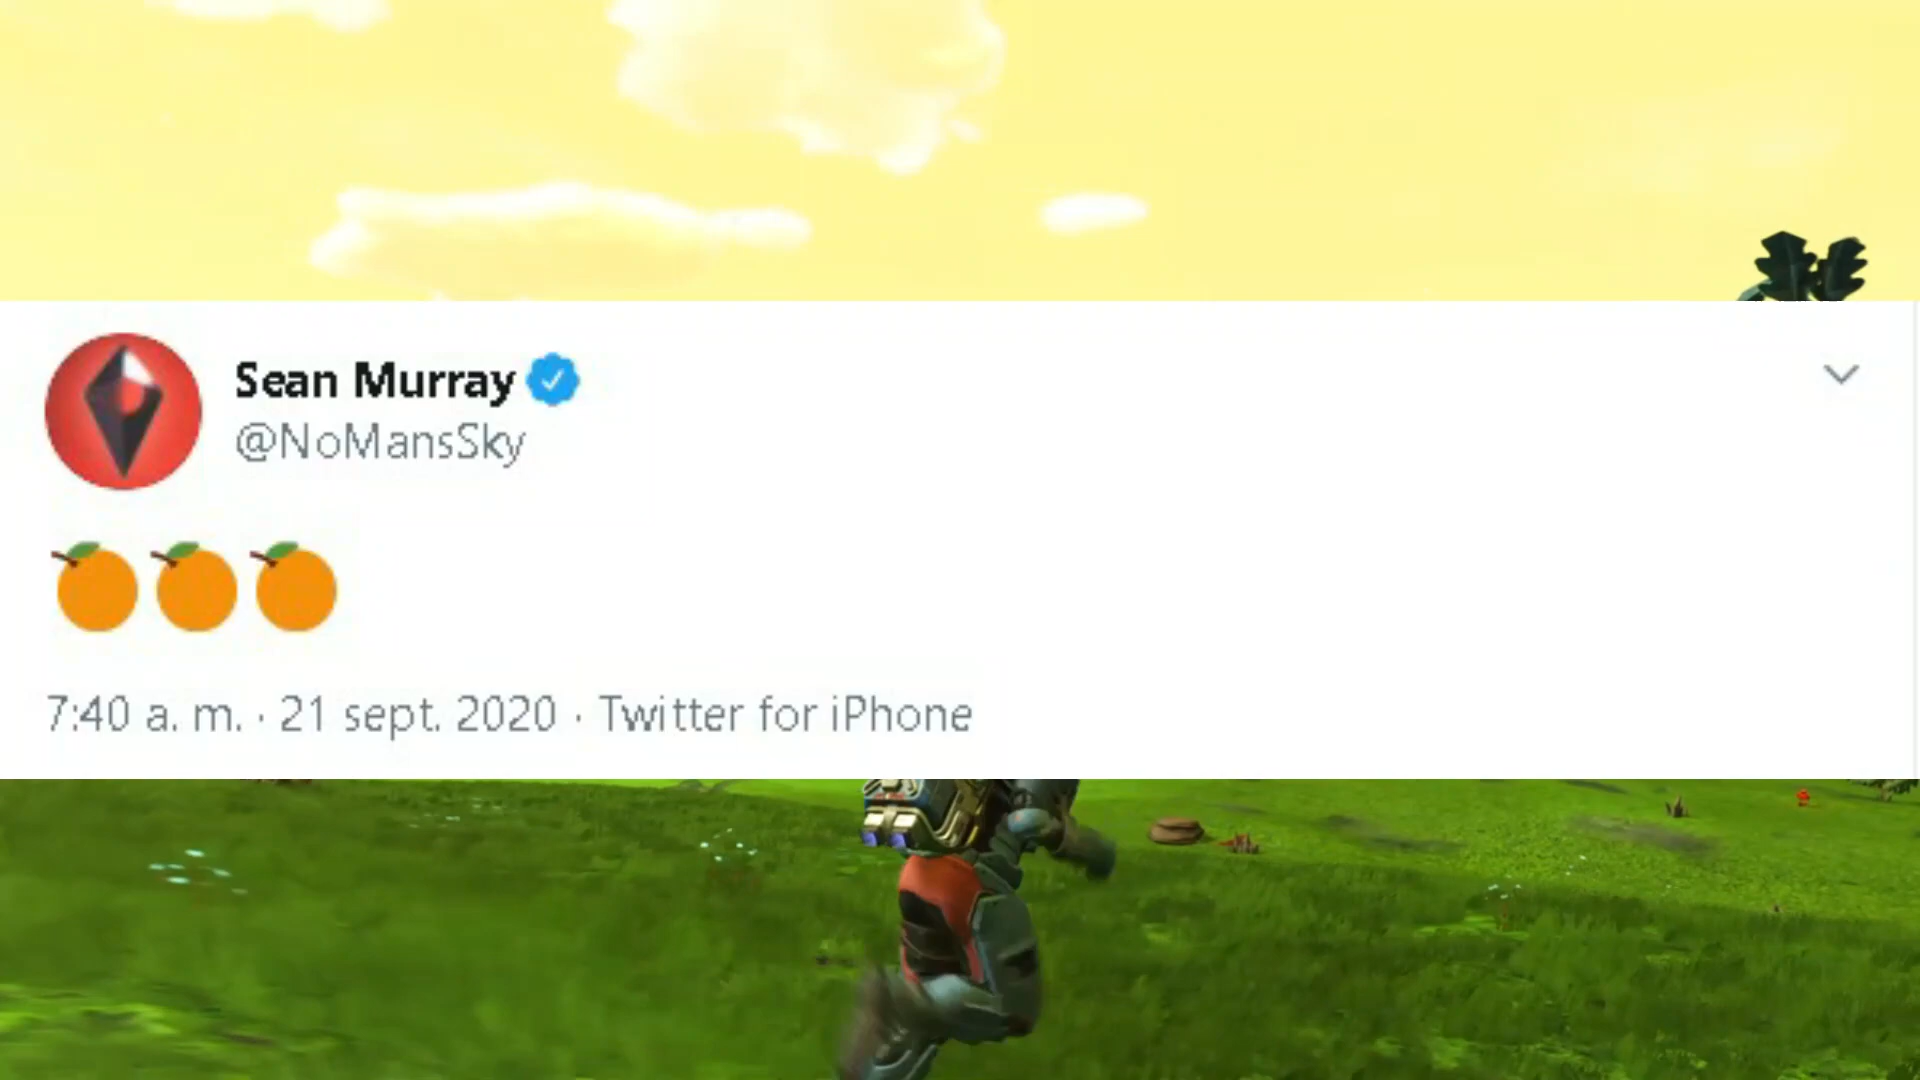 Sean Murray
@NoMansSky
🍊🍊🍊
7:40 a. m. · 21 sept. 2020 · Twitter for iPhone